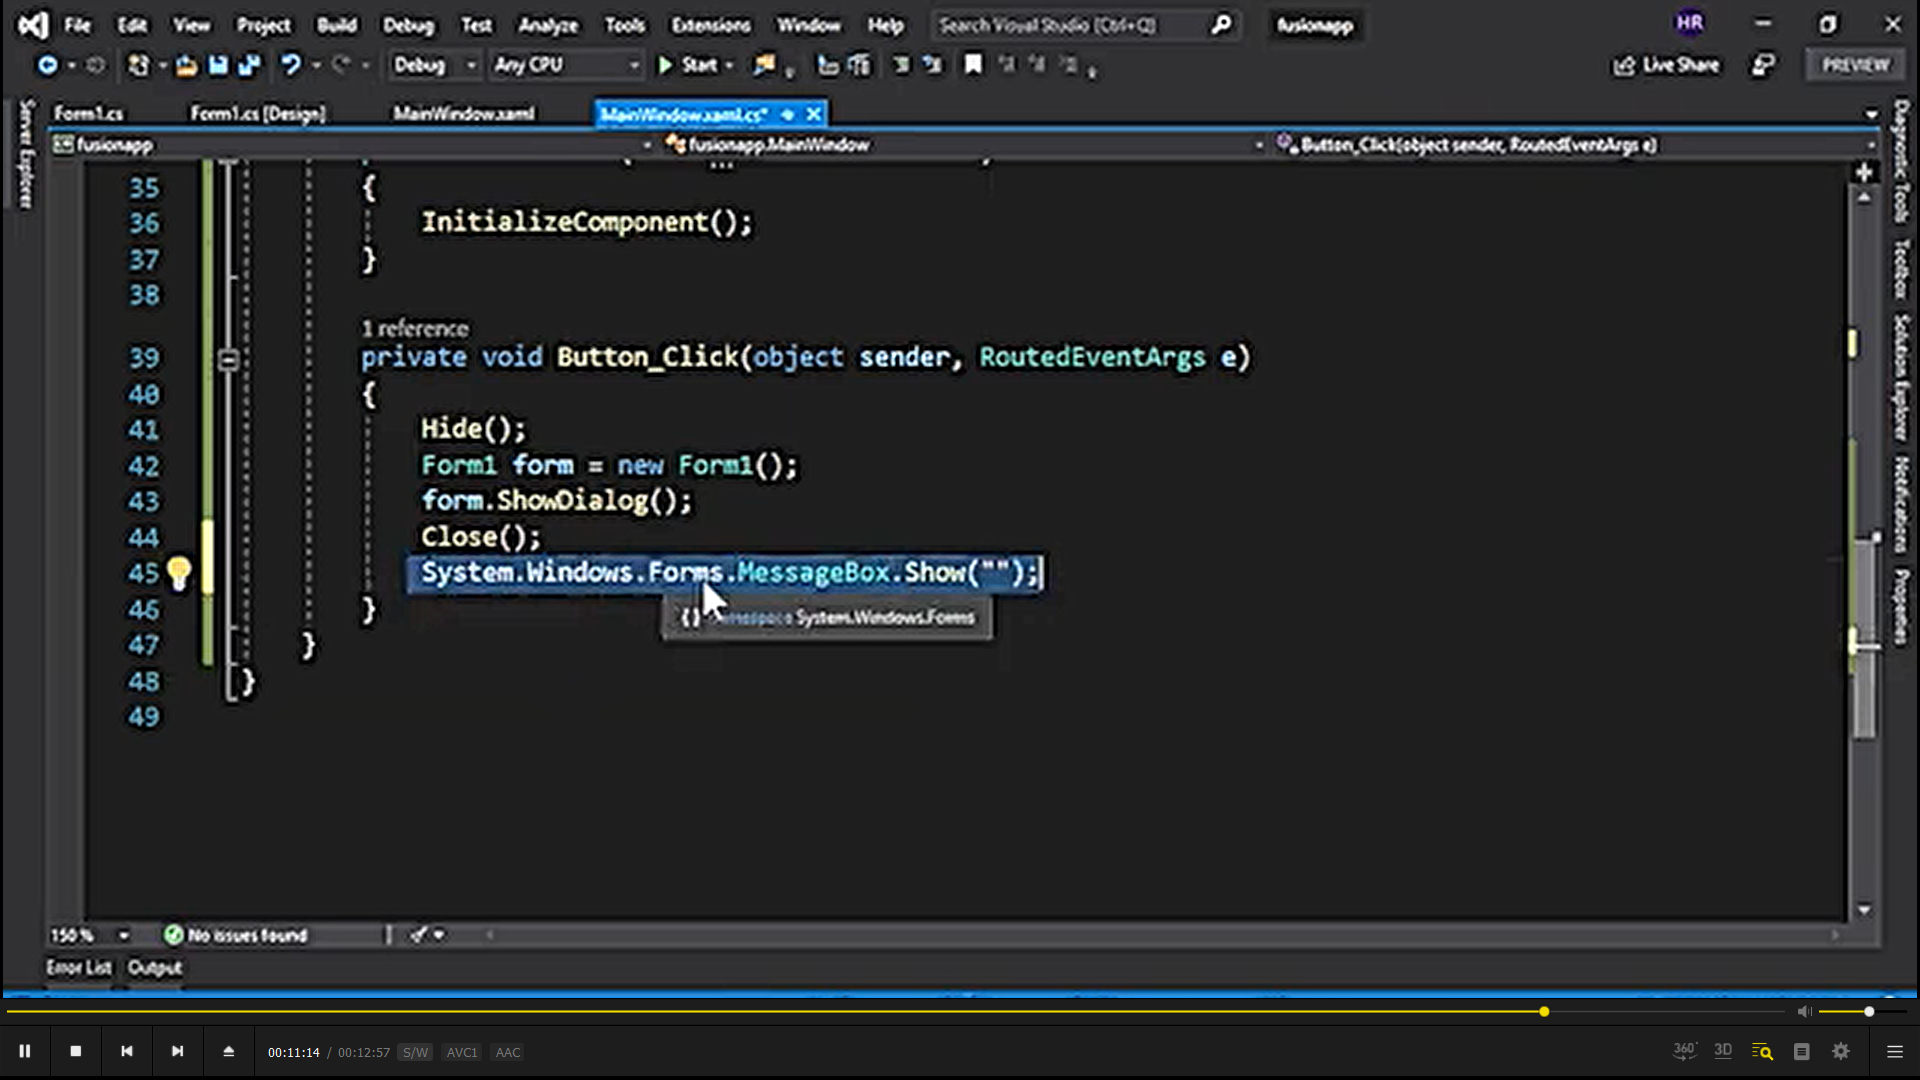 File Edit View Project Build Debug Test Analyze Tools Extensions Window Help Search Visual Studio (Ctrl+Q) fusionapp HR
Debug Any CPU Start Live Share PREVIEW
Server Explorer
Form1.cs Form1.cs [Design] MainWindow.xaml MainWindow.xaml.cs*
fusionapp fusionapp.MainWindow Button_Click(object sender, RoutedEventArgs e)
35 {
36 InitializeComponent();
37 }
38
1 reference
39 private void Button_Click(object sender, RoutedEventArgs e)
40 {
41 Hide();
42 Form1 form = new Form1();
43 form.ShowDialog();
44 Close();
45 System.Windows.Forms.MessageBox.Show("");
{} namespace System.Windows.Forms
46 }
47 }
48 }
49
Diagnostic Tools
Toolbox
Solution Explorer
Notifications
Properties
150 % No issues found
Error List Output
00:11:14 / 00:12:57 S/W AVC1 AAC 360° 3D